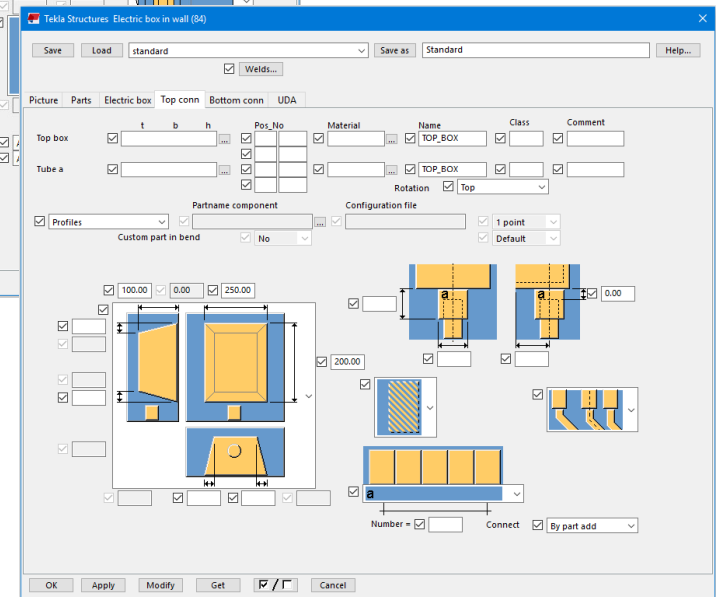 Tekla Structures Electric box in wall (84)
Save Load standard Save as Standard Help...
Welds...
Picture Parts Electric box Top conn Bottom conn UDA
t b h Pos_No Material Name Class Comment
Top box ... ... TOP_BOX
Tube a ... ... TOP_BOX
Rotation Top
Partname component Configuration file
Profiles ... 1 point
Custom part in bend No Default
100.00 0.00 250.00
a a 0.00
200.00
a
Number = Connect By part add
OK Apply Modify Get / Cancel